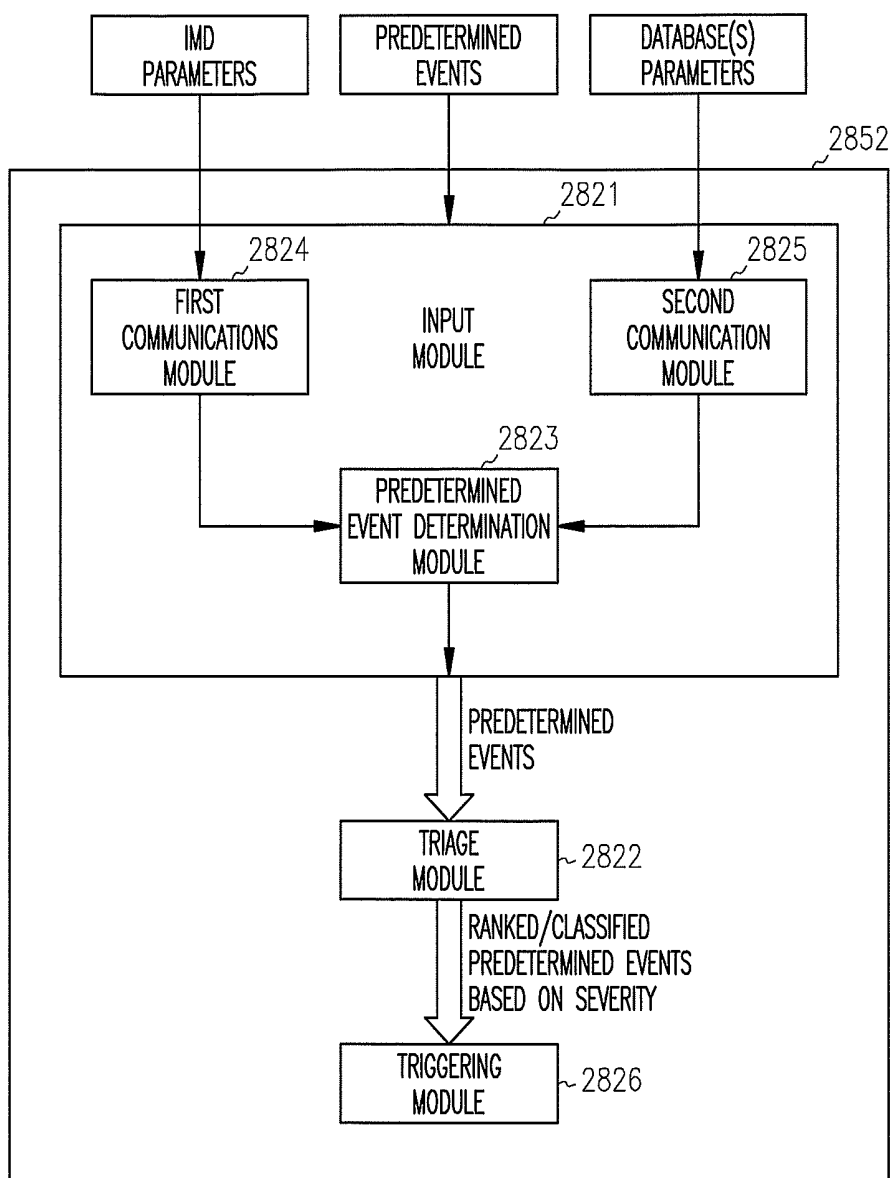 IMD
PARAMETERS
PREDETERMINED
EVENTS
DATABASE(S)
PARAMETERS
2852
2821
2824
2825
FIRST
COMMUNICATIONS
MODULE
INPUT
MODULE
SECOND
COMMUNICATION
MODULE
2823
PREDETERMINED
EVENT DETERMINATION
MODULE
PREDETERMINED
EVENTS
TRIAGE
MODULE
2822
RANKED/CLASSIFIED
PREDETERMINED EVENTS
BASED ON SEVERITY
TRIGGERING
MODULE
2826